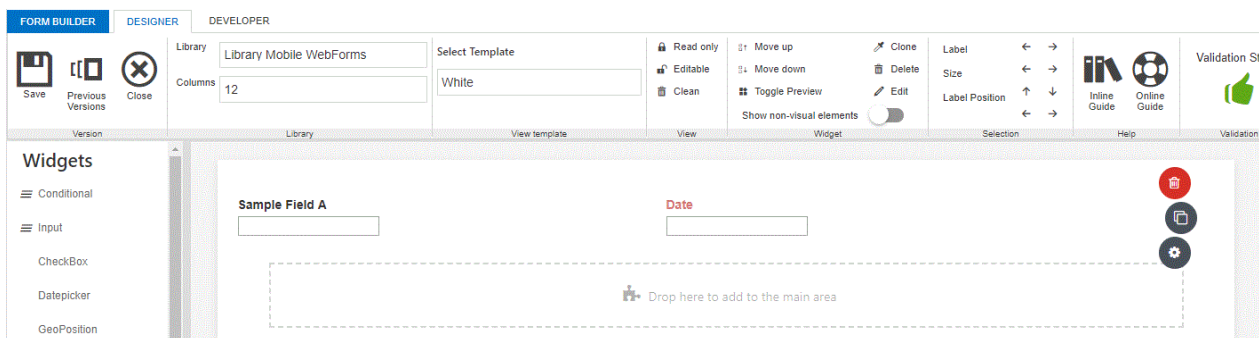 FORM BUILDER DESIGNER DEVELOPER
Library Library Mobile WebForms
Columns 12
Save Previous Versions Close
Version
Library
Select Template
White
View template
Read only
Editable
Clean
View
Move up Clone
Move down Delete
Toggle Preview Edit
Show non-visual elements
Widget
Label
Size
Label Position
Selection
Inline Guide Online Guide
Help
Validation St
Validation
Widgets
Conditional
Input
CheckBox
Datepicker
GeoPosition
Sample Field A Date
Drop here to add to the main area